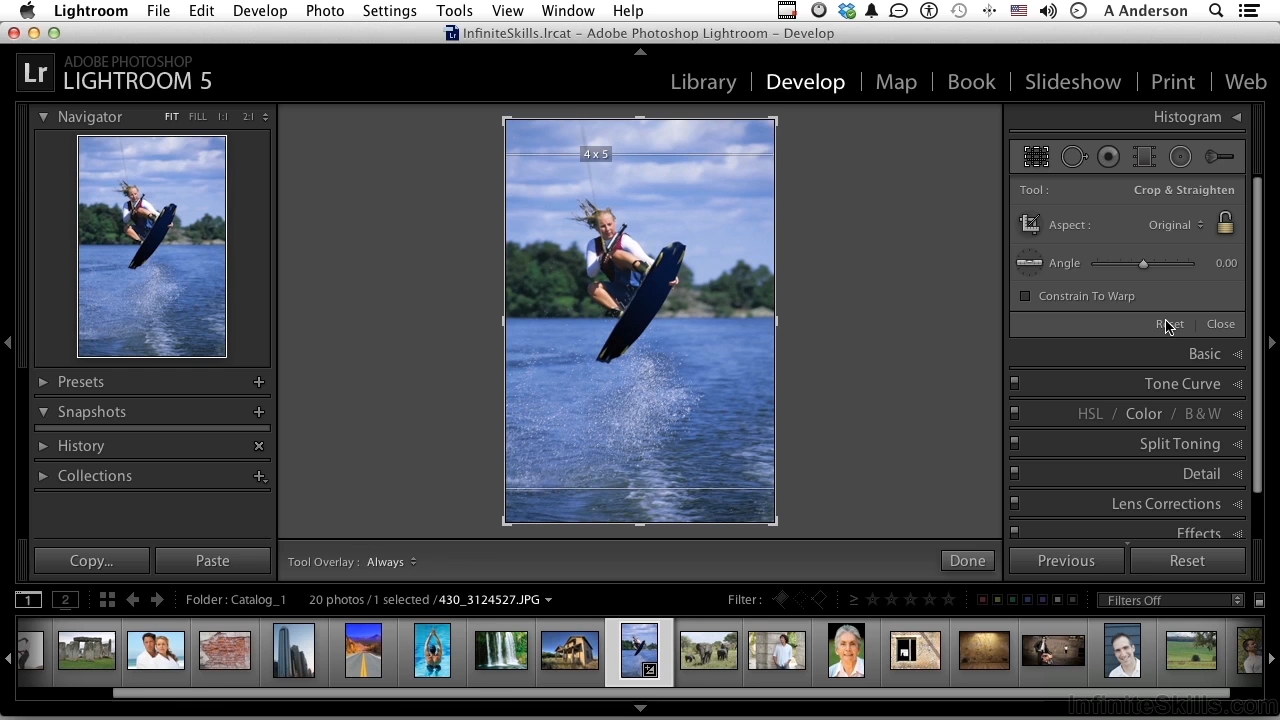 Lightroom File Edit Develop Photo Settings Tools View Window Help A Anderson
InfiniteSkills.lrcat – Adobe Photoshop Lightroom – Develop
Lr ADOBE PHOTOSHOP
LIGHTROOM 5
Library | Develop | Map | Book | Slideshow | Print | Web
Navigator FIT FILL 1:1 2:1
4 x 5
Presets
Snapshots
History
Collections
Copy... Paste
Tool Overlay : Always Done
Histogram
Tool : Crop & Straighten
Aspect : Original
Angle 0.00
Constrain To Warp
Reset Close
Basic
Tone Curve
HSL / Color / B & W
Split Toning
Detail
Lens Corrections
Effects
Previous Reset
1 2 Folder : Catalog_1 20 photos / 1 selected / 430_3124527.JPG Filter : ≥ Filters Off
InfiniteSkills.com